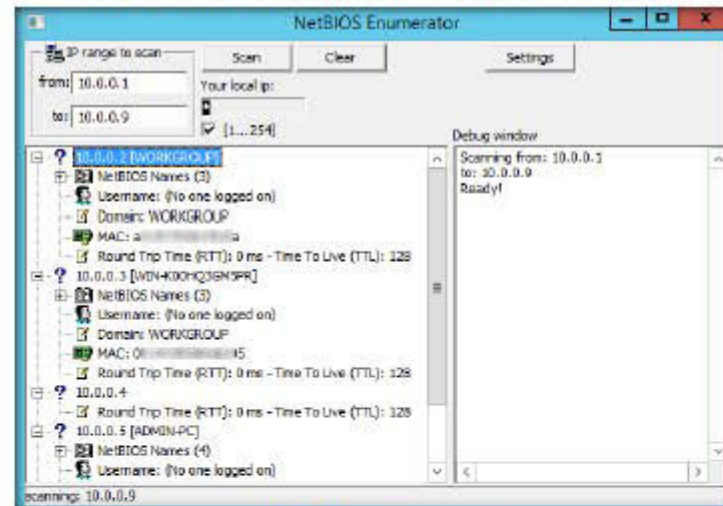 NetBIOS Enumerator
IP range to scan
from: 10.0.0.1
to: 10.0.0.9
Scan
Clear
Settings
Your local ip:
[1...254]
Debug window
10.0.0.2 [WORKGROUP]
NetBIOS Names (3)
Username: (No one logged on)
Domain: WORKGROUP
MAC: a
a
Round Trip Time (RTT): 0 ms - Time To Live (TTL): 128
10.0.0.3
NetBIOS Names (3)
Username: (No one logged on)
Domain: WORKGROUP
MAC: 0
5
Round Trip Time (RTT): 0 ms - Time To Live (TTL): 128
10.0.0.4
Round Trip Time (RTT): 0 ms - Time To Live (TTL): 128
10.0.0.5 [ADMIN-PC]
NetBIOS Names (4)
Username: (No one logged on)
Scanning from: 10.0.0.1
to: 10.0.0.9
Ready!
scanning: 10.0.0.9